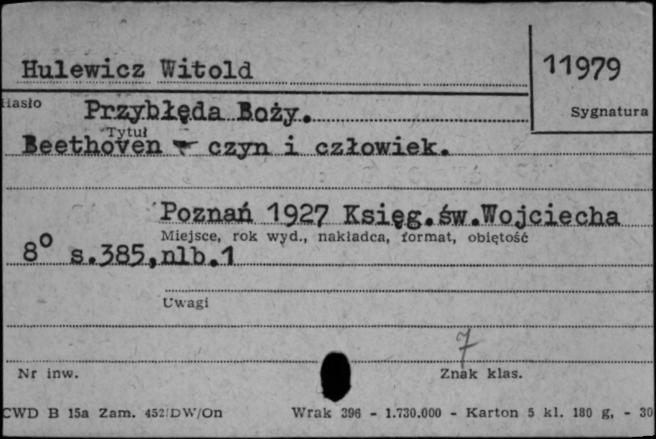 Hulewicz Witold
11979
Hasło
Przybłęda Boży.
Sygnatura
Tytuł
Beethoven - czyn i człowiek.
Poznań 1927 Księg.św.Wojciecha
Miejsce, rok wyd., nakładca, format, objętość
8° s.385,nlb.1
Uwagi
7
Nr inw.
Znak klas.
CWD B 15a Zam. 452/DW/On Wrak 396 - 1.730.000 - Karton 5 kl. 180 g, - 30